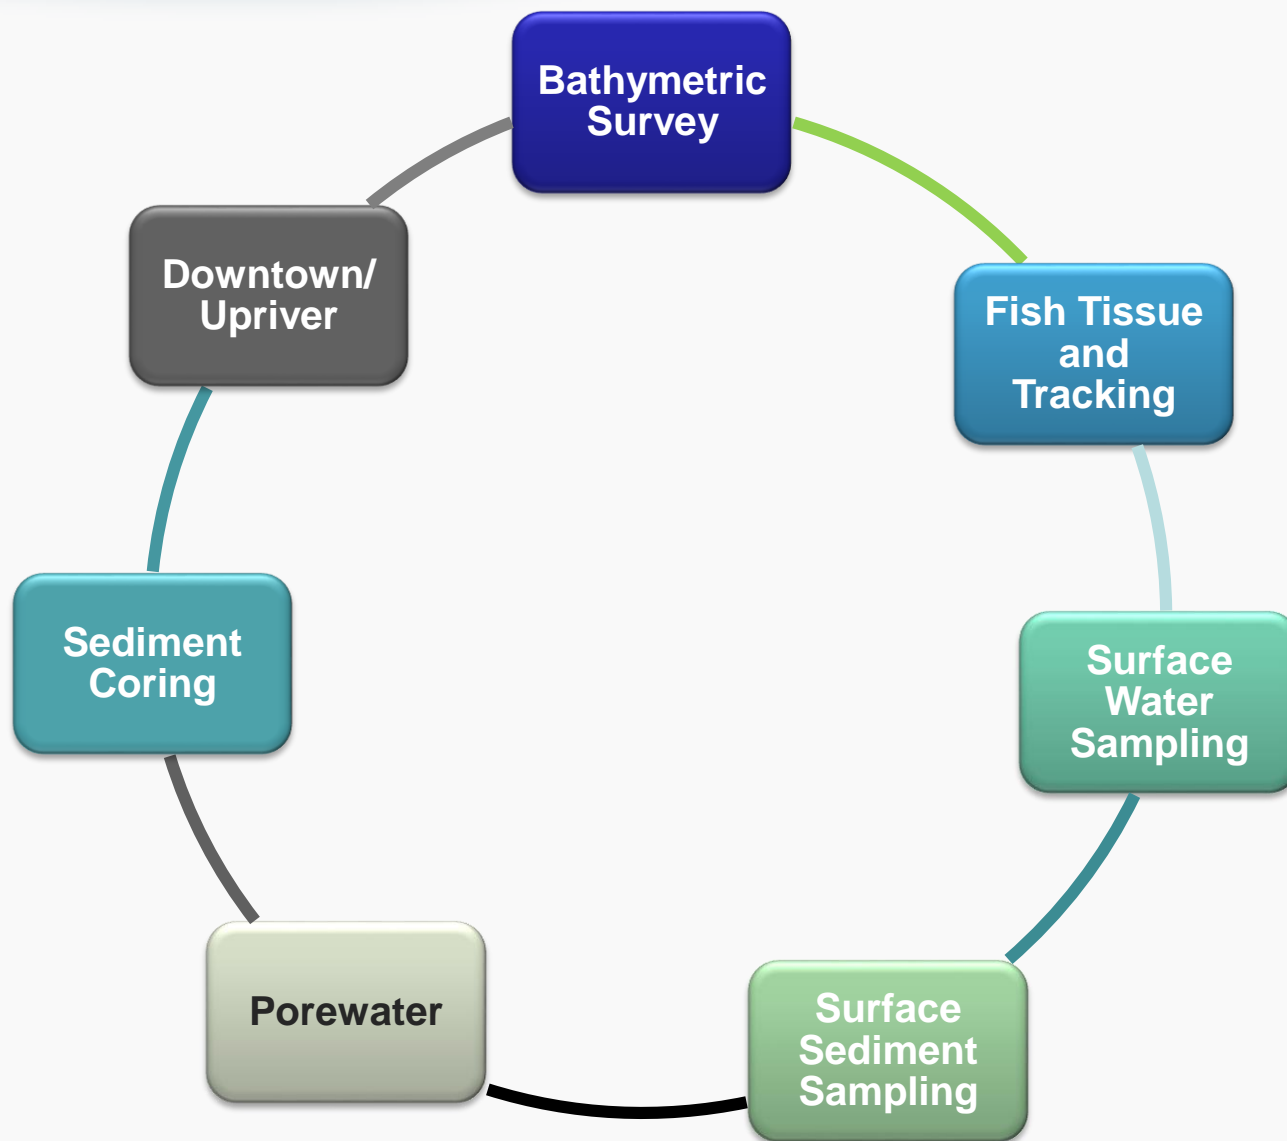 Bathymetric
Survey
Fish Tissue
and
Tracking
Surface
Water
Sampling
Surface
Sediment
Sampling
Porewater
Sediment
Coring
Downtown/
Upriver